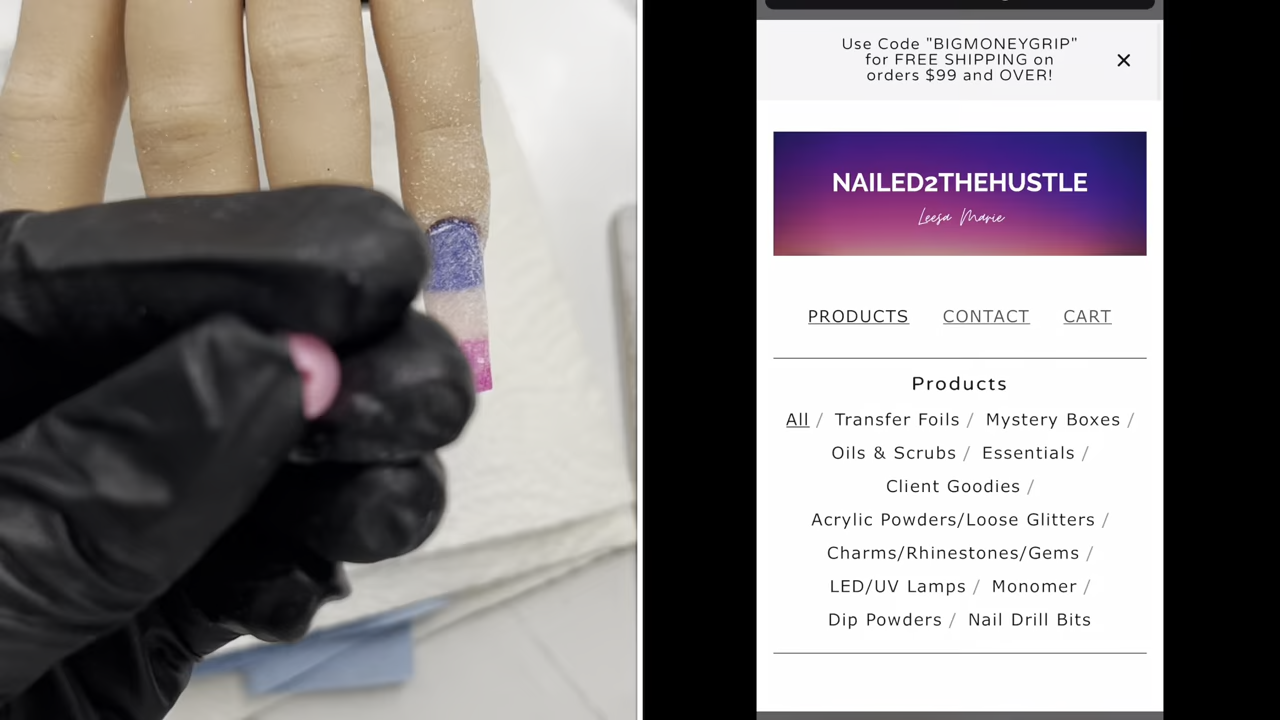 Use Code "BIGMONEYGRIP"
for FREE SHIPPING on
orders $99 and OVER!
×
NAILED2THEHUSTLE
Leesa Marie
PRODUCTS CONTACT CART
Products
All / Transfer Foils / Mystery Boxes /
Oils & Scrubs / Essentials /
Client Goodies /
Acrylic Powders/Loose Glitters /
Charms/Rhinestones/Gems /
LED/UV Lamps / Monomer /
Dip Powders / Nail Drill Bits